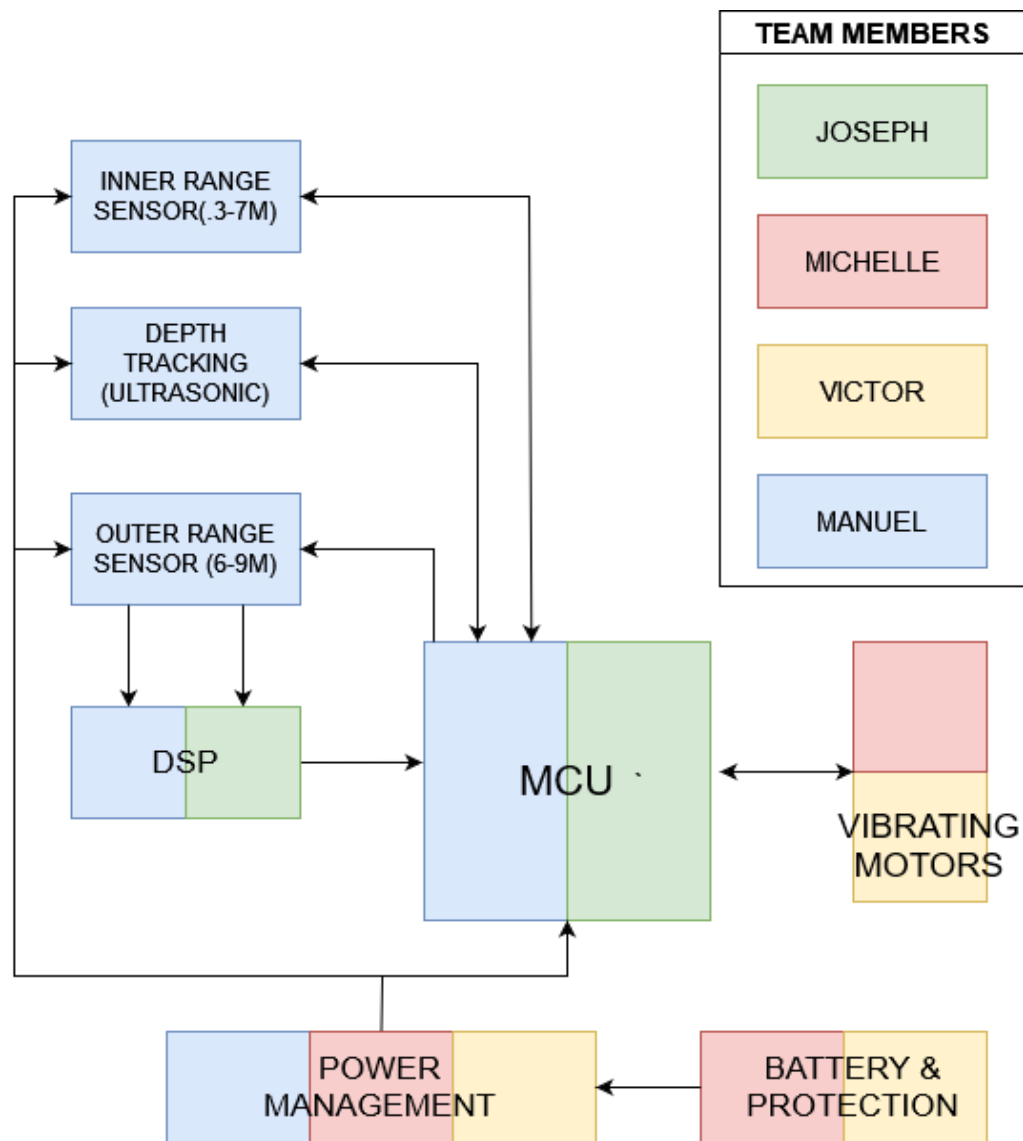 TEAM MEMBERS
JOSEPH
MICHELLE
VICTOR
MANUEL
INNER RANGE
SENSOR(.3-7M)
DEPTH
TRACKING
(ULTRASONIC)
OUTER RANGE
SENSOR (6-9M)
DSP
MCU
VIBRATING
MOTORS
POWER
MANAGEMENT
BATTERY &
PROTECTION